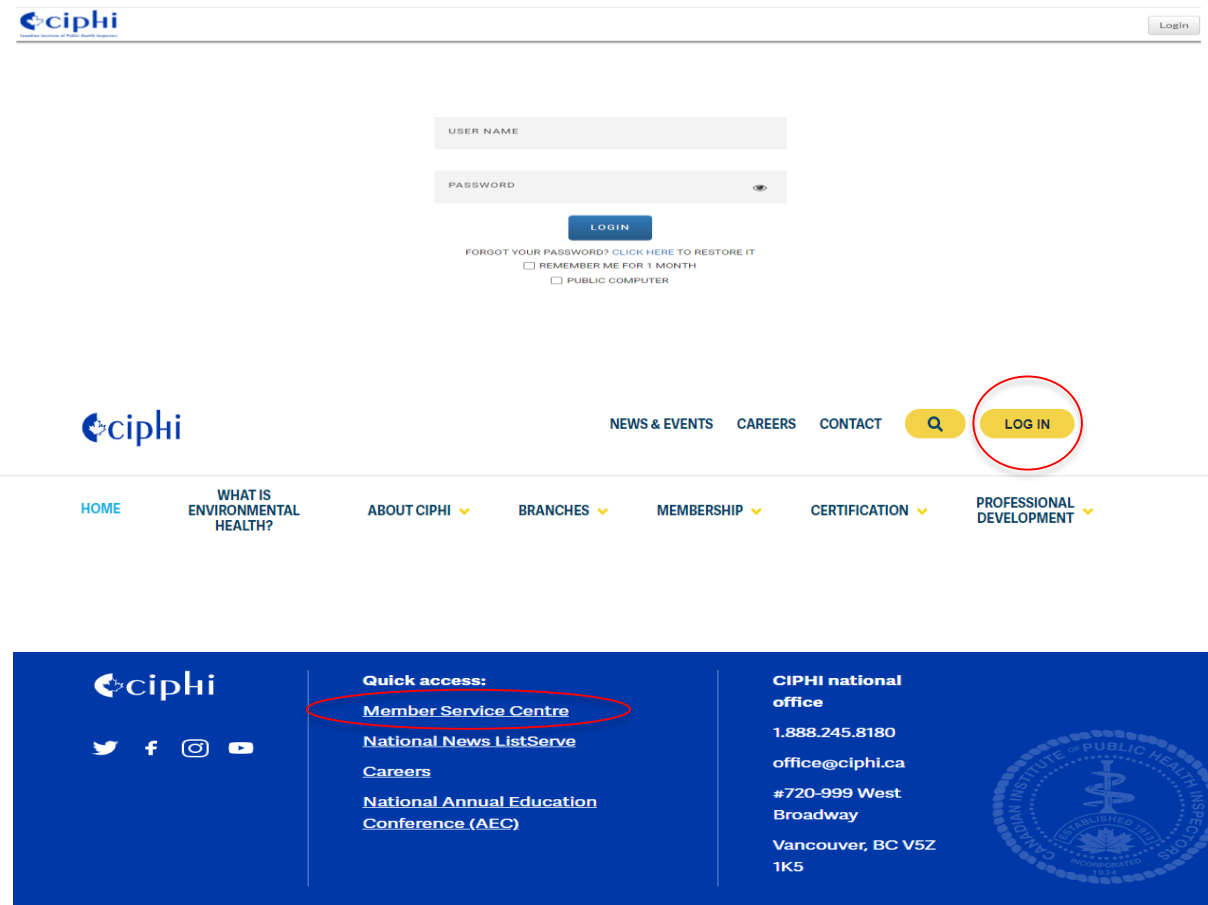 ciphi
Canadian Institute of Public Health Inspectors
Login
USER NAME
PASSWORD
LOGIN
FORGOT YOUR PASSWORD? CLICK HERE TO RESTORE IT
REMEMBER ME FOR 1 MONTH
PUBLIC COMPUTER
ciphi
NEWS & EVENTS CAREERS CONTACT LOG IN
HOME
WHAT IS
ENVIRONMENTAL
HEALTH?
ABOUT CIPHI
BRANCHES
MEMBERSHIP
CERTIFICATION
PROFESSIONAL
DEVELOPMENT
ciphi
Quick access:
Member Service Centre
National News ListServe
Careers
National Annual Education
Conference (AEC)
CIPHI national
office
1.888.245.8180
office@ciphi.ca
#720-999 West
Broadway
Vancouver, BC V5Z
1K5
CANADIAN INSTITUTE OF PUBLIC HEALTH INSPECTORS
ESTABLISHED 1913
INCORPORATED
1934